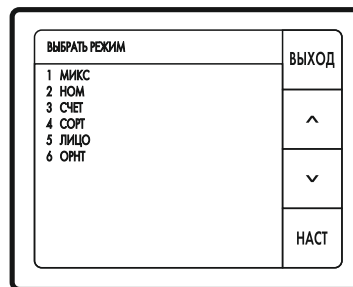 ВЫБРАТЬ РЕЖИМ
1 МИКС
2 НОМ
3 СЧЕТ
4 СОРТ
5 ЛИЦО
6 ОРНТ
ВЫХОД
^
˅
НАСТ